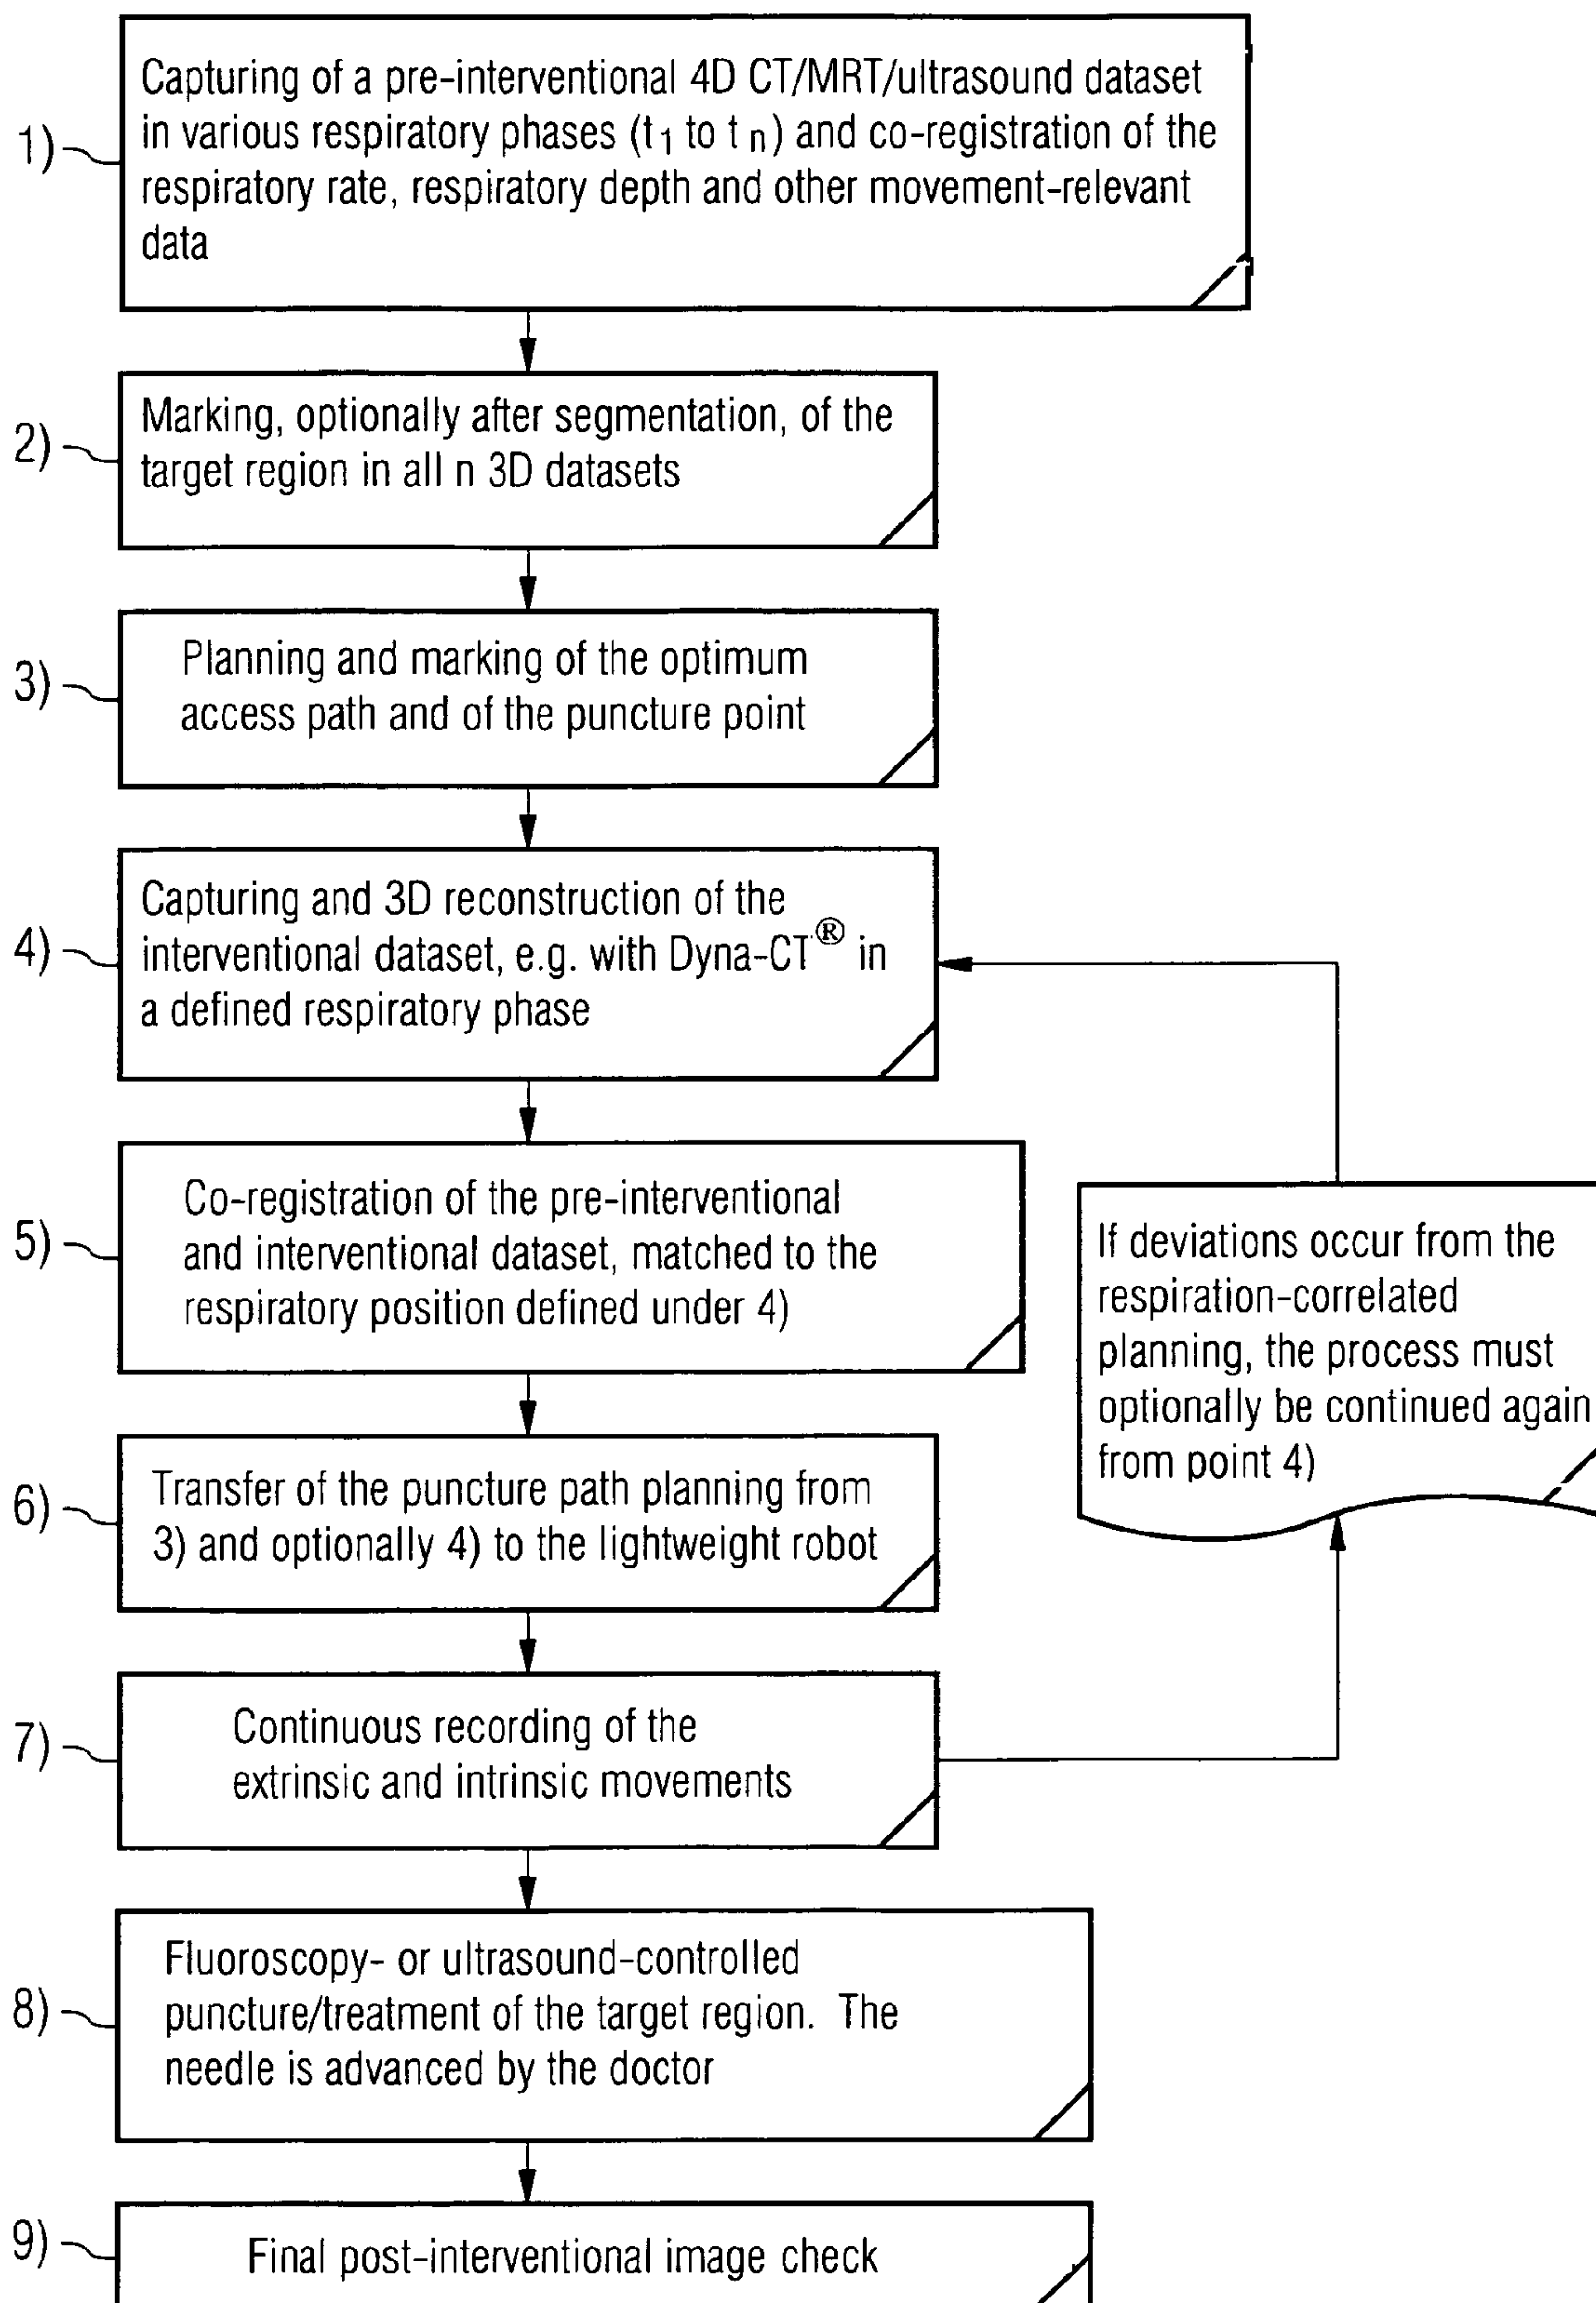 1)
Capturing of a pre-interventional 4D CT/MRT/ultrasound dataset
in various respiratory phases (t1 to tn) and co-registration of the
respiratory rate, respiratory depth and other movement-relevant
data
2)
Marking, optionally after segmentation, of the
target region in all n 3D datasets
3)
Planning and marking of the optimum
access path and of the puncture point
4)
Capturing and 3D reconstruction of the
interventional dataset, e.g. with Dyna-CT® in
a defined respiratory phase
5)
Co-registration of the pre-interventional
and interventional dataset, matched to the
respiratory position defined under 4)
If deviations occur from the
respiration-correlated
planning, the process must
optionally be continued again
from point 4)
6)
Transfer of the puncture path planning from
3) and optionally 4) to the lightweight robot
7)
Continuous recording of the
extrinsic and intrinsic movements
8)
Fluoroscopy- or ultrasound-controlled
puncture/treatment of the target region. The
needle is advanced by the doctor
9)
Final post-interventional image check